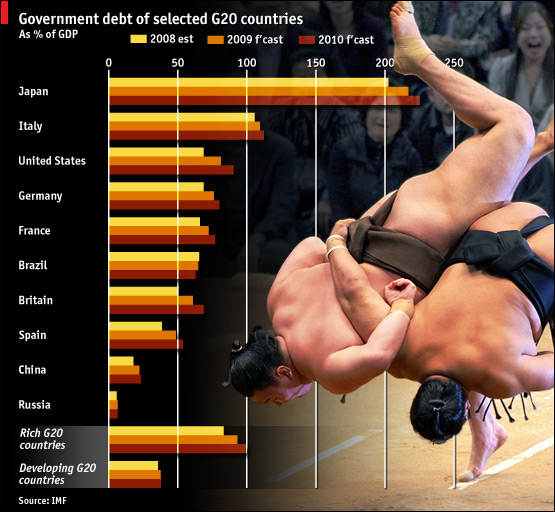 Government debt of selected G20 countries
As % of GDP
2008 est 2009 f'cast 2010 f'cast
0 50 100 150 200 250
Japan
Italy
United States
Germany
France
Brazil
Britain
Spain
China
Russia
Rich G20
countries
Developing G20
countries
Source: IMF